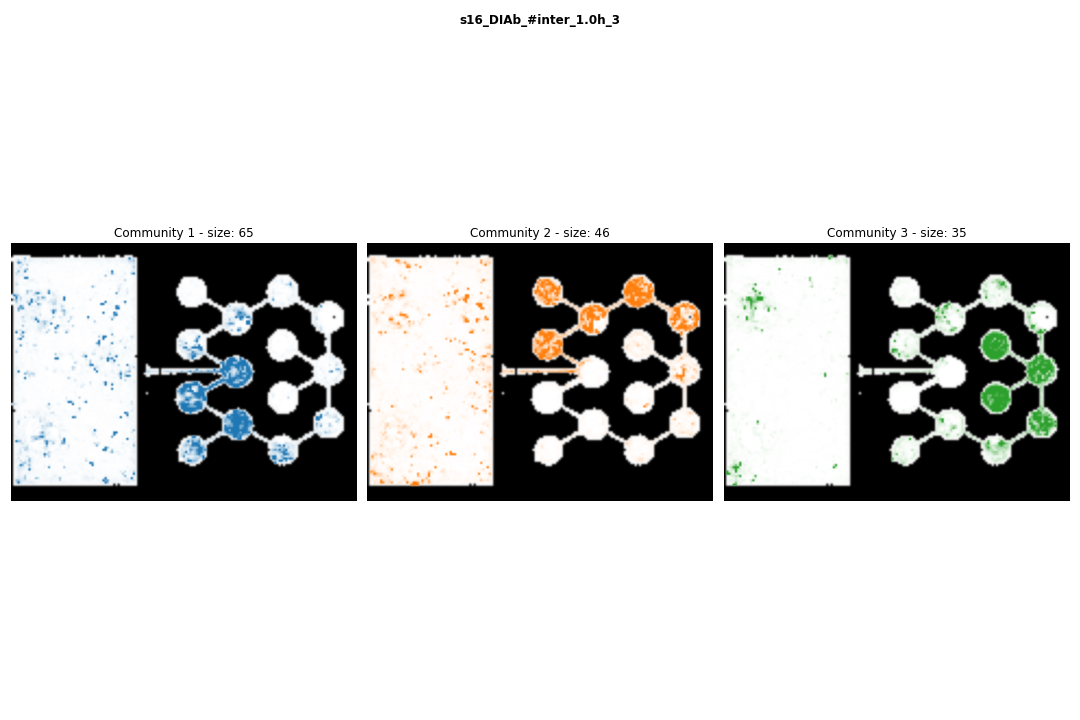 s16_DIAb_#inter_1.0h_3
Community 1 - size: 65
Community 2 - size: 46
Community 3 - size: 35